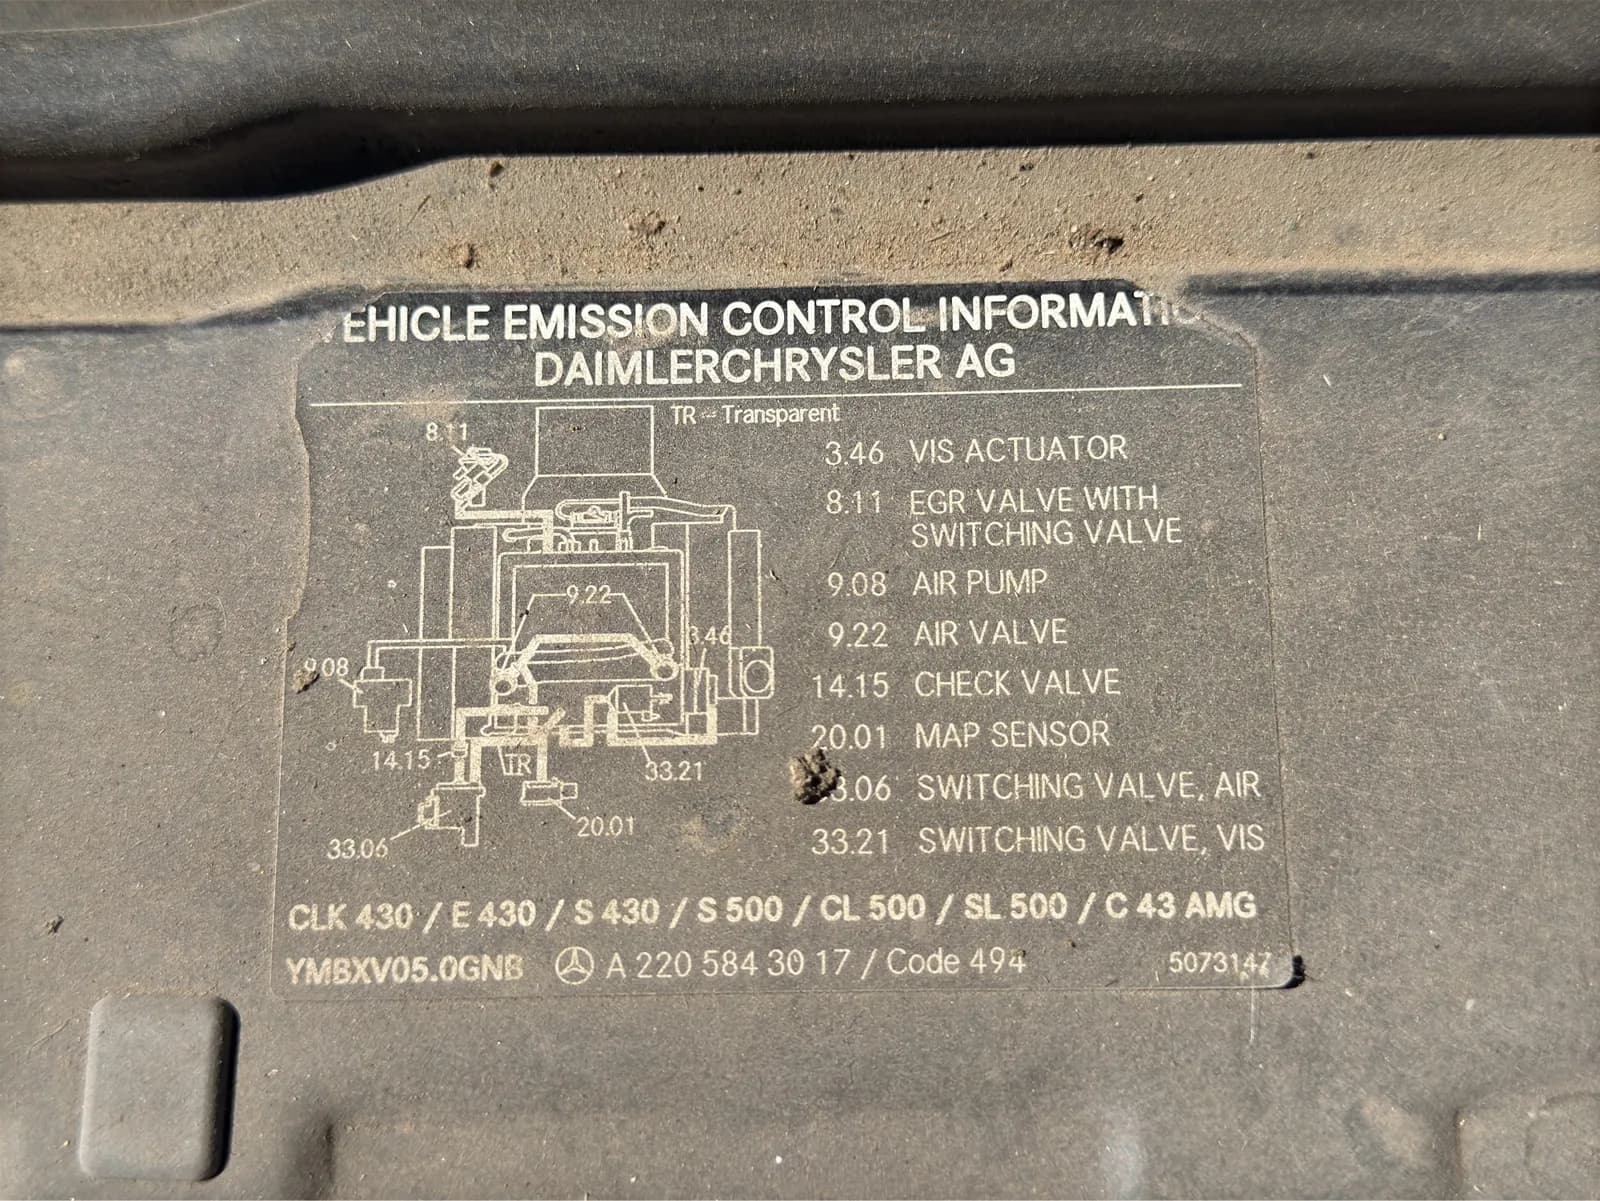 VEHICLE EMISSION CONTROL INFORMATIO
DAIMLERCHRYSLER AG
TR - Transparent
8.11
9.22
3.46
9.08
14.15
TR
33.21
20.01
33.06
3.46 VIS ACTUATOR
8.11 EGR VALVE WITH
SWITCHING VALVE
9.08 AIR PUMP
9.22 AIR VALVE
14.15 CHECK VALVE
20.01 MAP SENSOR
3.06 SWITCHING VALVE, AIR
33.21 SWITCHING VALVE, VIS
CLK 430 / E 430 / S 430 / S 500 / CL 500 / SL 500 / C 43 AMG
YMBXV05.0GNB A 220 584 30 17 / Code 494 5073147